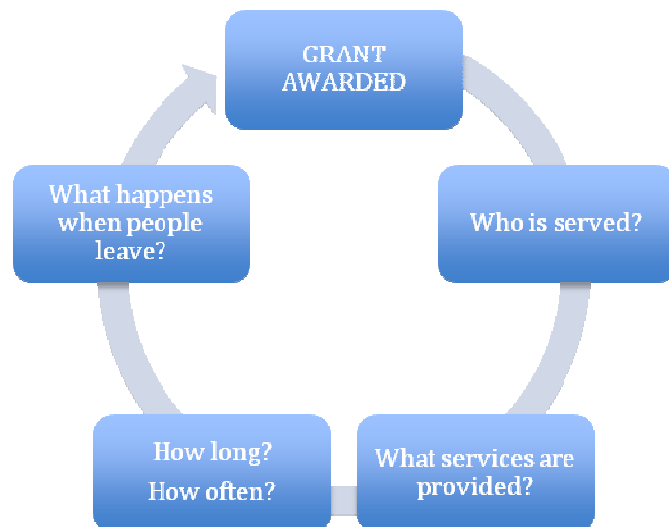 GRANT
AWARDED
Who is served?
What services are
provided?
How long?
How often?
What happens
when people
leave?